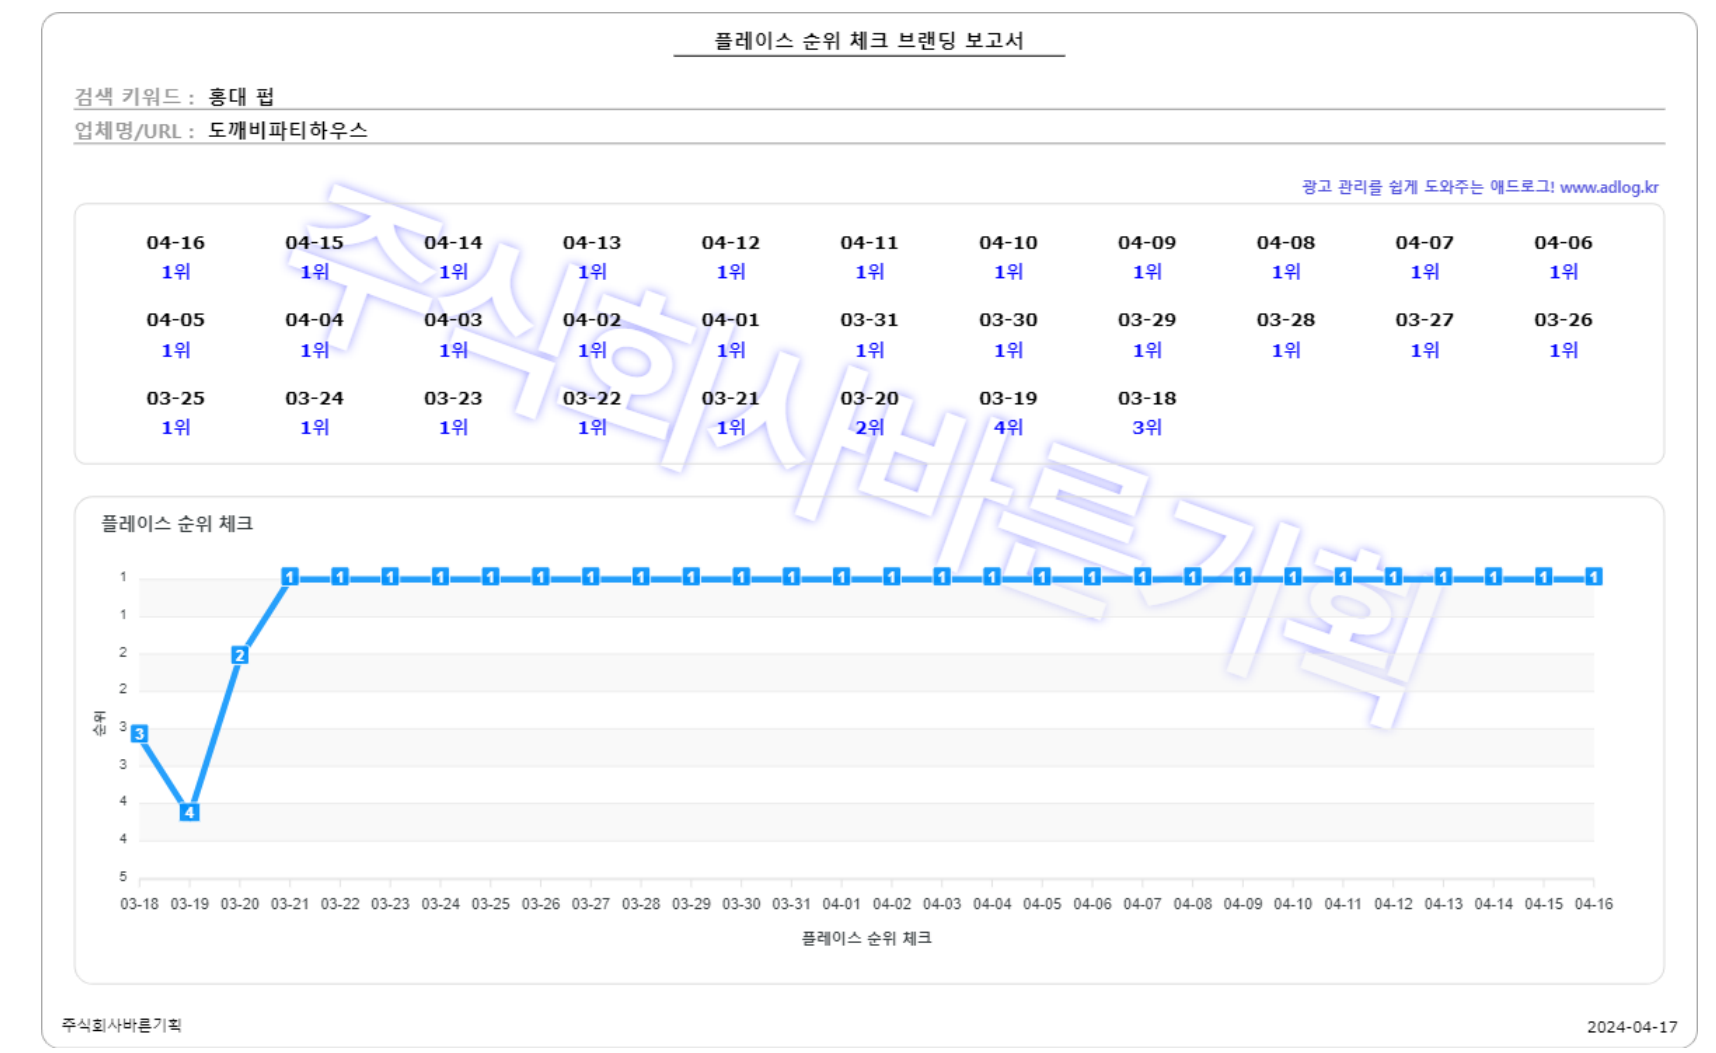 플레이스 순위 체크 브랜딩 보고서
검색 키워드 : 홍대 펍
업체명/URL : 도깨비파티하우스
광고 관리를 쉽게 도와주는 애드로그! www.adlog.kr
04-16 04-15 04-14 04-13 04-12 04-11 04-10 04-09 04-08 04-07 04-06
1위 1위 1위 1위 1위 1위 1위 1위 1위 1위 1위
04-05 04-04 04-03 04-02 04-01 03-31 03-30 03-29 03-28 03-27 03-26
1위 1위 1위 1위 1위 1위 1위 1위 1위 1위 1위
03-25 03-24 03-23 03-22 03-21 03-20 03-19 03-18
1위 1위 1위 1위 1위 2위 4위 3위
주식회사바른기획
플레이스 순위 체크
1 1 1 1 1 1 1 1 1 1 1 1 1 1 1 1 1 1 1 1 1 1 1 1 1 1 1 1
1
2 2
2
순위
3 3
3
4 4
4
5
03-18 03-19 03-20 03-21 03-22 03-23 03-24 03-25 03-26 03-27 03-28 03-29 03-30 03-31 04-01 04-02 04-03 04-04 04-05 04-06 04-07 04-08 04-09 04-10 04-11 04-12 04-13 04-14 04-15 04-16
플레이스 순위 체크
주식회사바른기획
2024-04-17